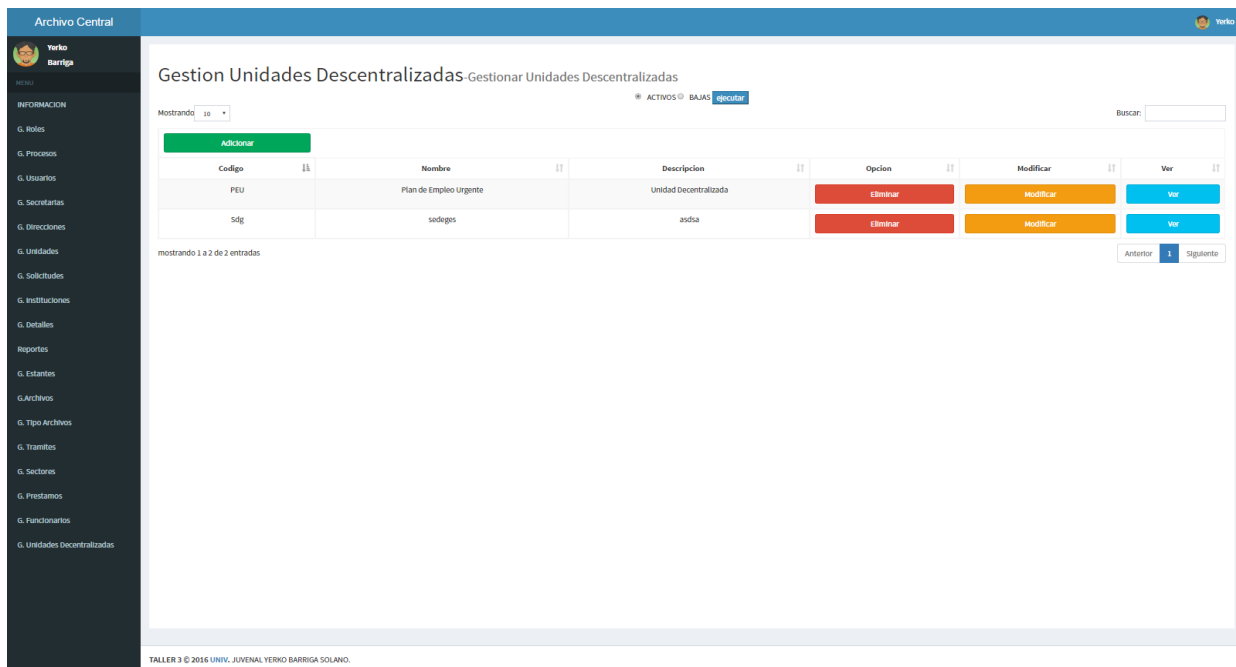 Archivo Central
Yerko
Yerko
Barriga
MENU
INFORMACION
G. Roles
G. Procesos
G. Usuarios
G. Secretarias
G. Direcciones
G. Unidades
G. Solicitudes
G. Instituciones
G. Detalles
Reportes
G. Estantes
G.Archivos
G. Tipo Archivos
G. Tramites
G. Sectores
G. Prestamos
G. Funcionarios
G. Unidades Decentralizadas
Gestion Unidades Descentralizadas-Gestionar Unidades Descentralizadas
ACTIVOS BAJAS ejecutar
Mostrando 10 Buscar:
Adicionar
Codigo Nombre Descripcion Opcion Modificar Ver
PEU Plan de Empleo Urgente Unidad Decentralizada Eliminar Modificar Ver
Sdg sedeges asdsa Eliminar Modificar Ver
mostrando 1 a 2 de 2 entradas Anterior 1 Siguiente
TALLER 3 © 2016 UNIV. JUVENAL YERKO BARRIGA SOLANO.